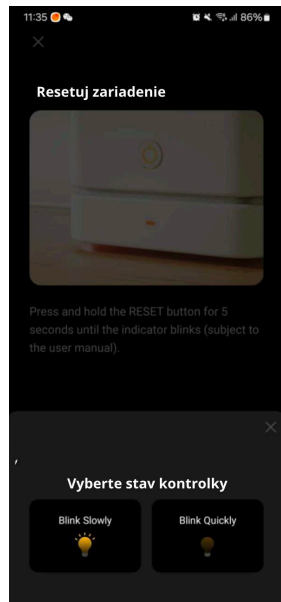 11:35
86%
Resetuj zariadenie
Press and hold the RESET button for 5
seconds until the indicator blinks (subject to
the user manual).
,
Vyberte stav kontrolky
Blink Slowly
Blink Quickly